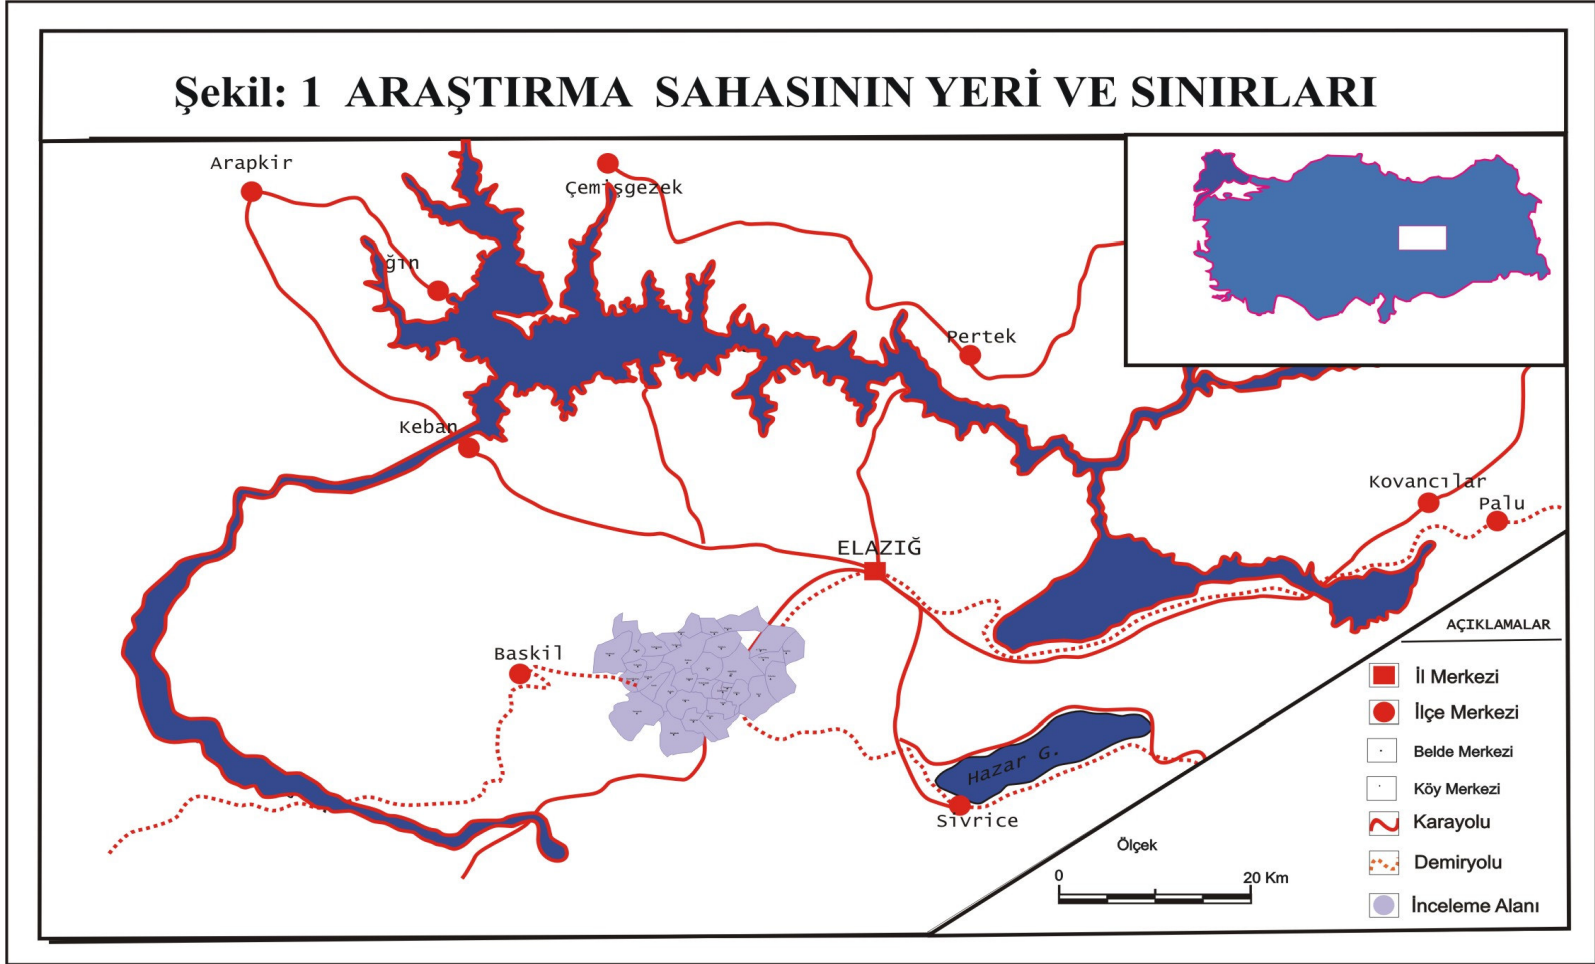 Şekil: 1 ARAŞTIRMA SAHASININ YERİ VE SINIRLARI
Arapkir
Çemişgezek
ğın
Pertek
Keban
Kovancılar
Palu
ELAZIĞ
Baskil
Hazar G.
Sivrice
AÇIKLAMALAR
İl Merkezi
İlçe Merkezi
Belde Merkezi
Köy Merkezi
Karayolu
Demiryolu
İnceleme Alanı
Ölçek
0 20 Km